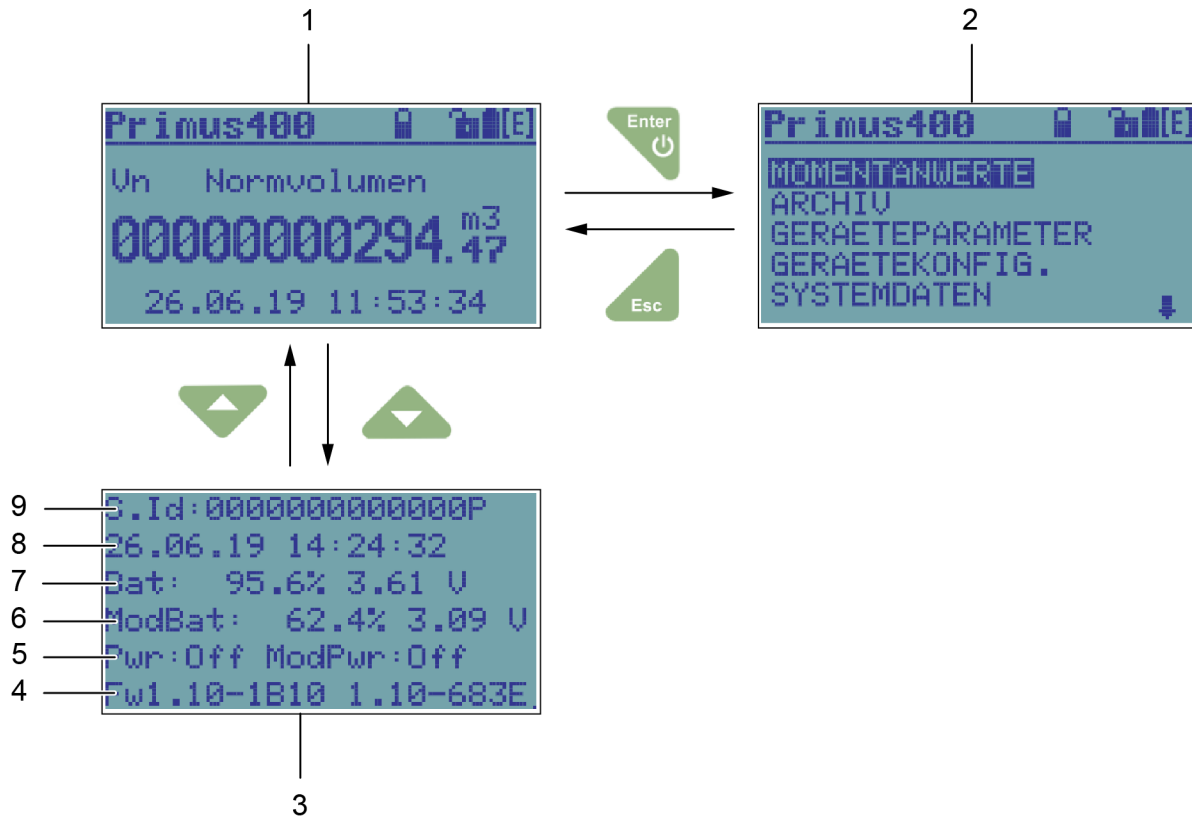 1
2
Primus400 [E]
Vn Normvolumen
00000000294.47 m3
26.06.19 11:53:34
Enter
Esc
Primus400 [E]
MOMENTANWERTE
ARCHIV
GERAETEPARAMETER
GERAETEKONFIG.
SYSTEMDATEN
9 S.Id:0000000000000P
8 26.06.19 14:24:32
7 Bat: 95.6% 3.61 V
6 ModBat: 62.4% 3.09 V
5 Pwr:Off ModPwr:Off
4 Fw1.10-1B10 1.10-683E
3